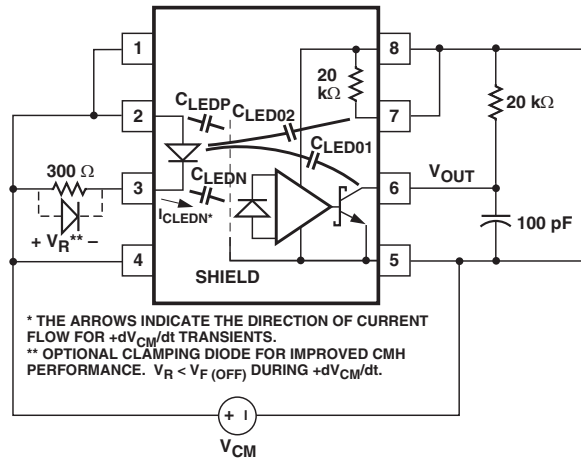 1
8
20
kΩ
CLEDP
CLED02
20 kΩ
2
7
CLED01
300 Ω
CLEDN
VOUT
3
6
ICLEDN*
100 pF
+ VR** –
4
5
SHIELD
* THE ARROWS INDICATE THE DIRECTION OF CURRENT
FLOW FOR +dVCM/dt TRANSIENTS.
** OPTIONAL CLAMPING DIODE FOR IMPROVED CMH
PERFORMANCE. VR < VF (OFF) DURING +dVCM/dt.
+ –
VCM